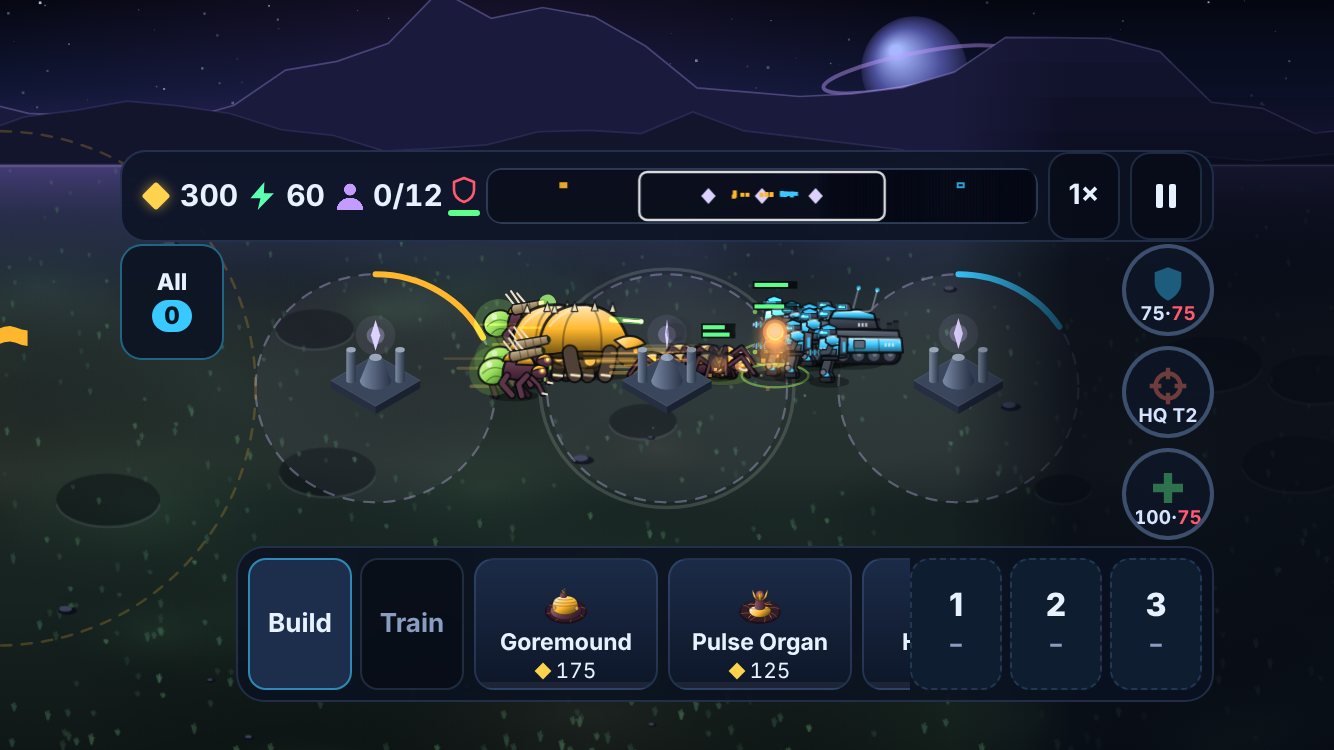 300 60 0/12 1×
All
0
75·75
HQ T2
100·75
Build
Train
Goremound
175
Pulse Organ
125
1
–
2
–
3
–